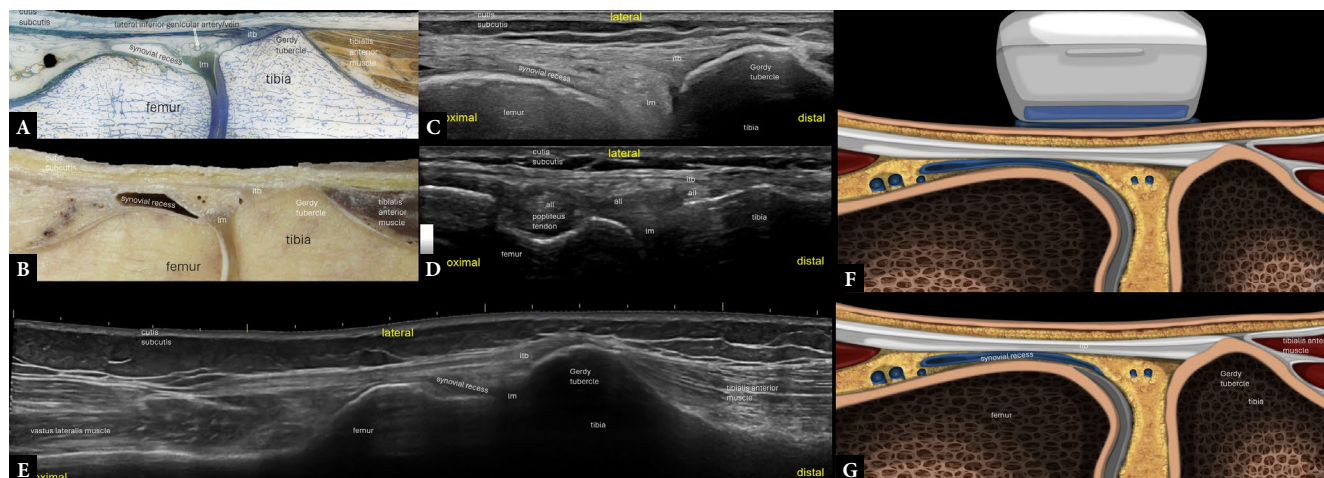 cutis
subcutis
lateral inferior genicular artery/vein
itb
Gerdy
tubercle
tibialis
anterior
muscle
synovial recess
lm
tibia
femur
A
cutis
subcutis
itb
synovial recess
Gerdy
tubercle
tibialis
anterior
muscle
lm
tibia
femur
B
cutis
subcutis
lateral
itb
Gerdy
tubercle
synovial recess
lm
femur
oximal
tibia
distal
C
cutis
subcutis
lateral
itb
all
all
all
popliteus
tendon
tibia
lm
femur
oximal
distal
D
cutis
subcutis
lateral
itb
Gerdy
tubercle
synovial recess
lm
tibialis anterior
muscle
vastus lateralis muscle
femur
tibia
oximal
distal
E
F
itb
tibialis ante
muscle
synovial recess
Gerdy
tubercle
tibia
femur
G